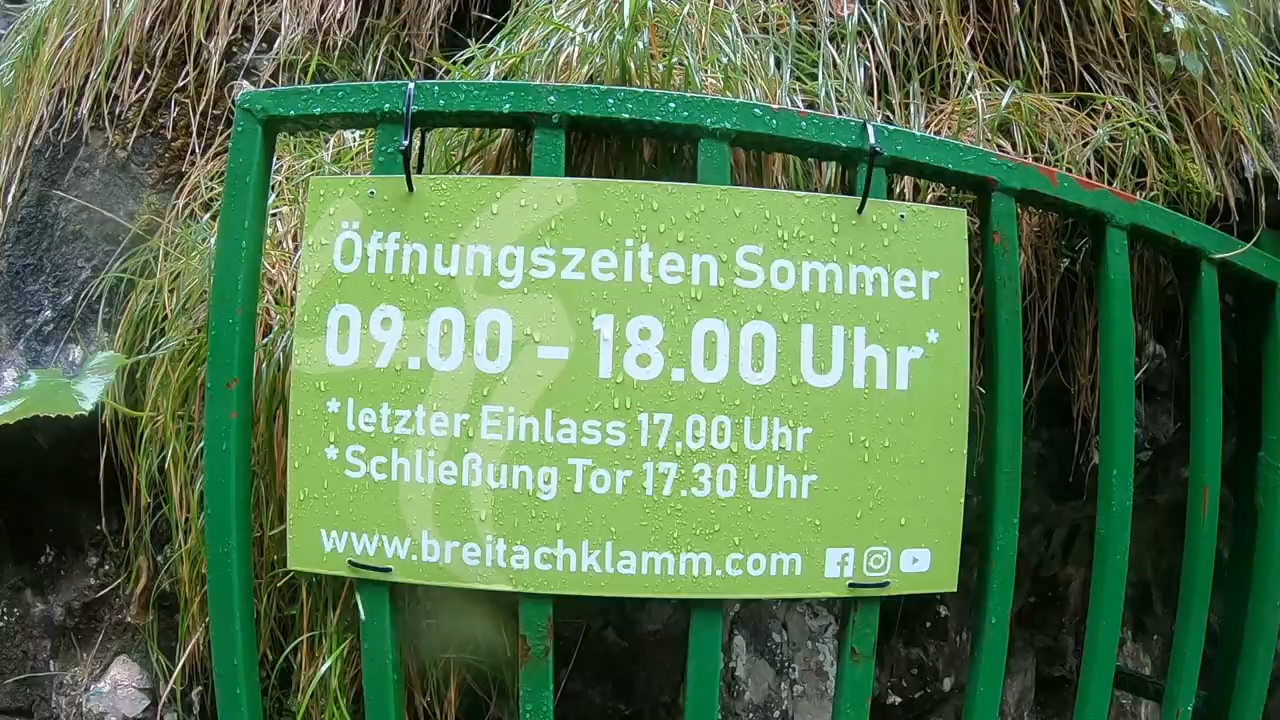 Öffnungszeiten Sommer
09.00 - 18.00 Uhr*
*letzter Einlass 17.00 Uhr
*Schließung Tor 17.30 Uhr
www.breitachklamm.com